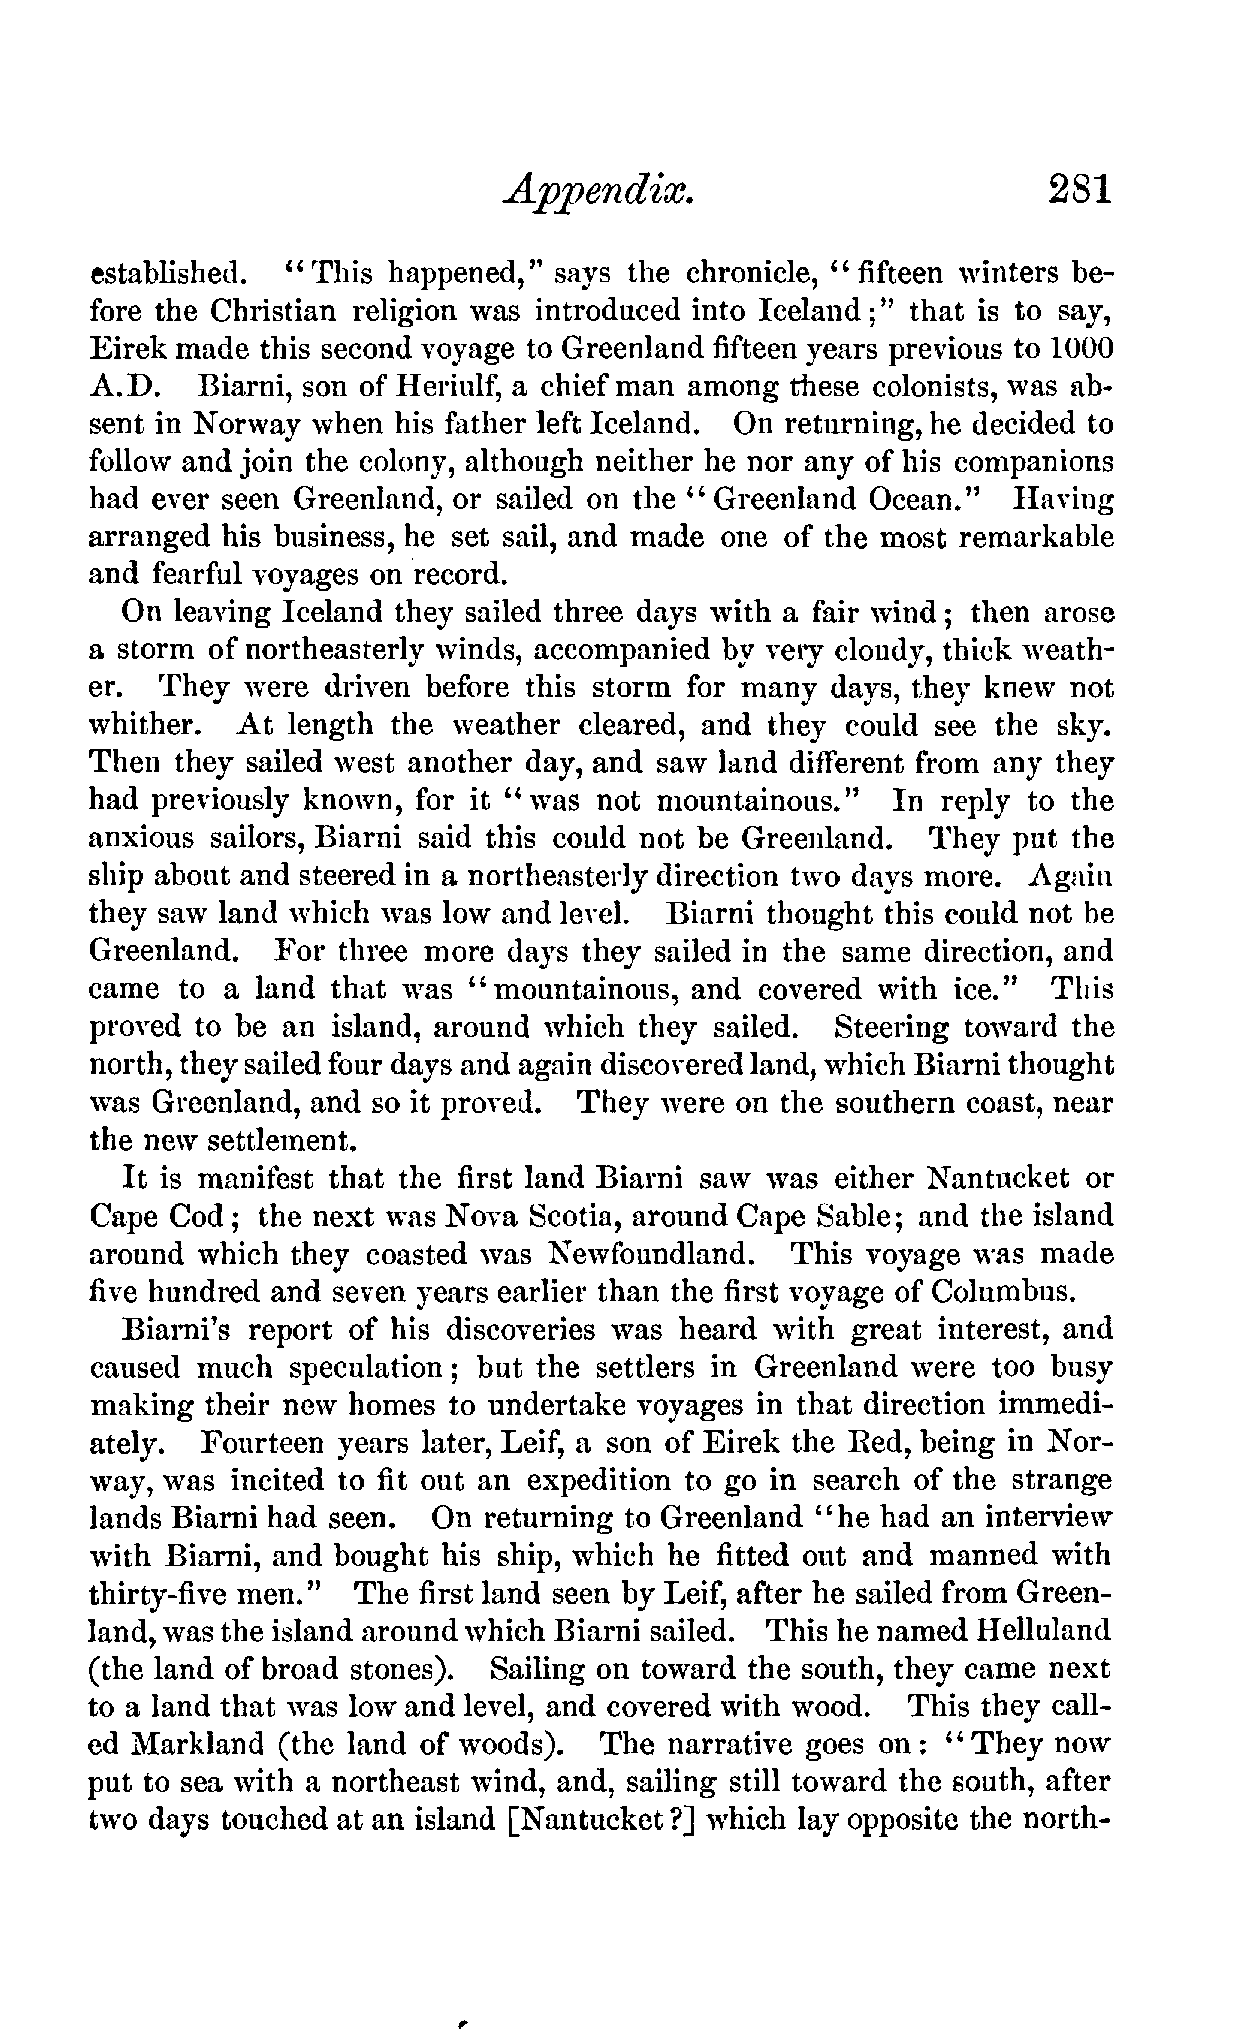 Appendix. 281
established. "This happened," says the chronicle, "fifteen winters be-
fore the Christian religion was introduced into Iceland;" that is to say,
Eirek made this second voyage to Greenland fifteen years previous to 1000
A.D. Biarni, son of Heriulf, a chief man among these colonists, was ab-
sent in Norway when his father left Iceland. On returning, he decided to
follow and join the colony, although neither he nor any of his companions
had ever seen Greenland, or sailed on the "Greenland Ocean." Having
arranged his business, he set sail, and made one of the most remarkable
and fearful voyages on record.
On leaving Iceland they sailed three days with a fair wind; then arose
a storm of northeasterly winds, accompanied by very cloudy, thick weath-
er. They were driven before this storm for many days, they knew not
whither. At length the weather cleared, and they could see the sky.
Then they sailed west another day, and saw land different from any they
had previously known, for it "was not mountainous." In reply to the
anxious sailors, Biarni said this could not be Greenland. They put the
ship about and steered in a northeasterly direction two days more. Again
they saw land which was low and level. Biarni thought this could not be
Greenland. For three more days they sailed in the same direction, and
came to a land that was "mountainous, and covered with ice." This
proved to be an island, around which they sailed. Steering toward the
north, they sailed four days and again discovered land, which Biarni thought
was Greenland, and so it proved. They were on the southern coast, near
the new settlement.
It is manifest that the first land Biarni saw was either Nantucket or
Cape Cod; the next was Nova Scotia, around Cape Sable; and the island
around which they coasted was Newfoundland. This voyage was made
five hundred and seven years earlier than the first voyage of Columbus.
Biarni's report of his discoveries was heard with great interest, and
caused much speculation; but the settlers in Greenland were too busy
making their new homes to undertake voyages in that direction immedi-
ately. Fourteen years later, Leif, a son of Eirek the Red, being in Nor-
way, was incited to fit out an expedition to go in search of the strange
lands Biarni had seen. On returning to Greenland "he had an interview
with Biarni, and bought his ship, which he fitted out and manned with
thirty-five men." The first land seen by Leif, after he sailed from Green-
land, was the island around which Biarni sailed. This he named Helluland
(the land of broad stones). Sailing on toward the south, they came next
to a land that was low and level, and covered with wood. This they call-
ed Markland (the land of woods). The narrative goes on: "They now
put to sea with a northeast wind, and, sailing still toward the south, after
two days touched at an island [Nantucket?] which lay opposite the north-